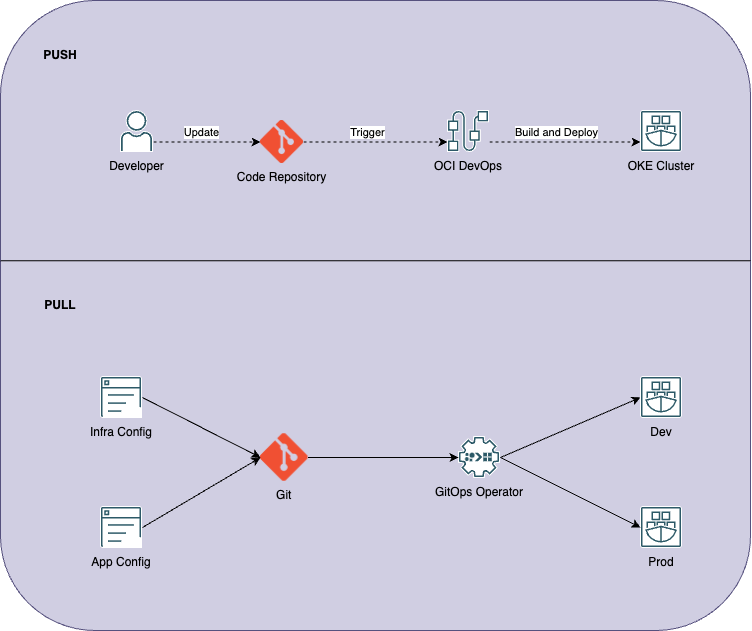 PUSH
Update
Trigger
Build and Deploy
Developer
Code Repository
OCI DevOps
OKE Cluster
PULL
Infra Config
Dev
Git
GitOps Operator
App Config
Prod